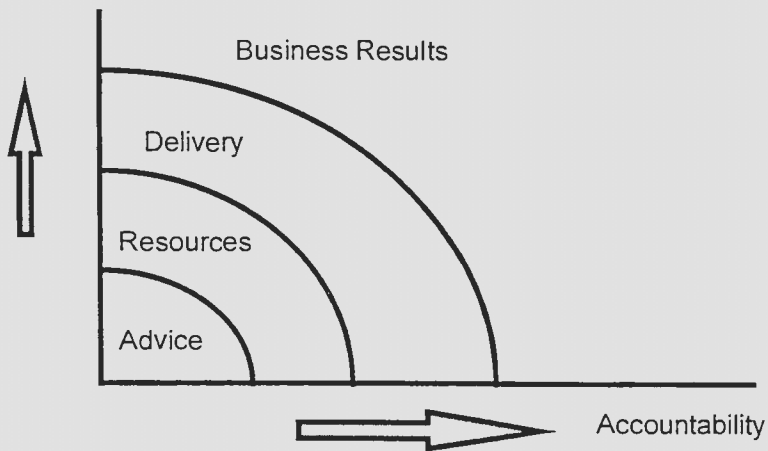 Business Results
Delivery
Resources
Advice
Accountability